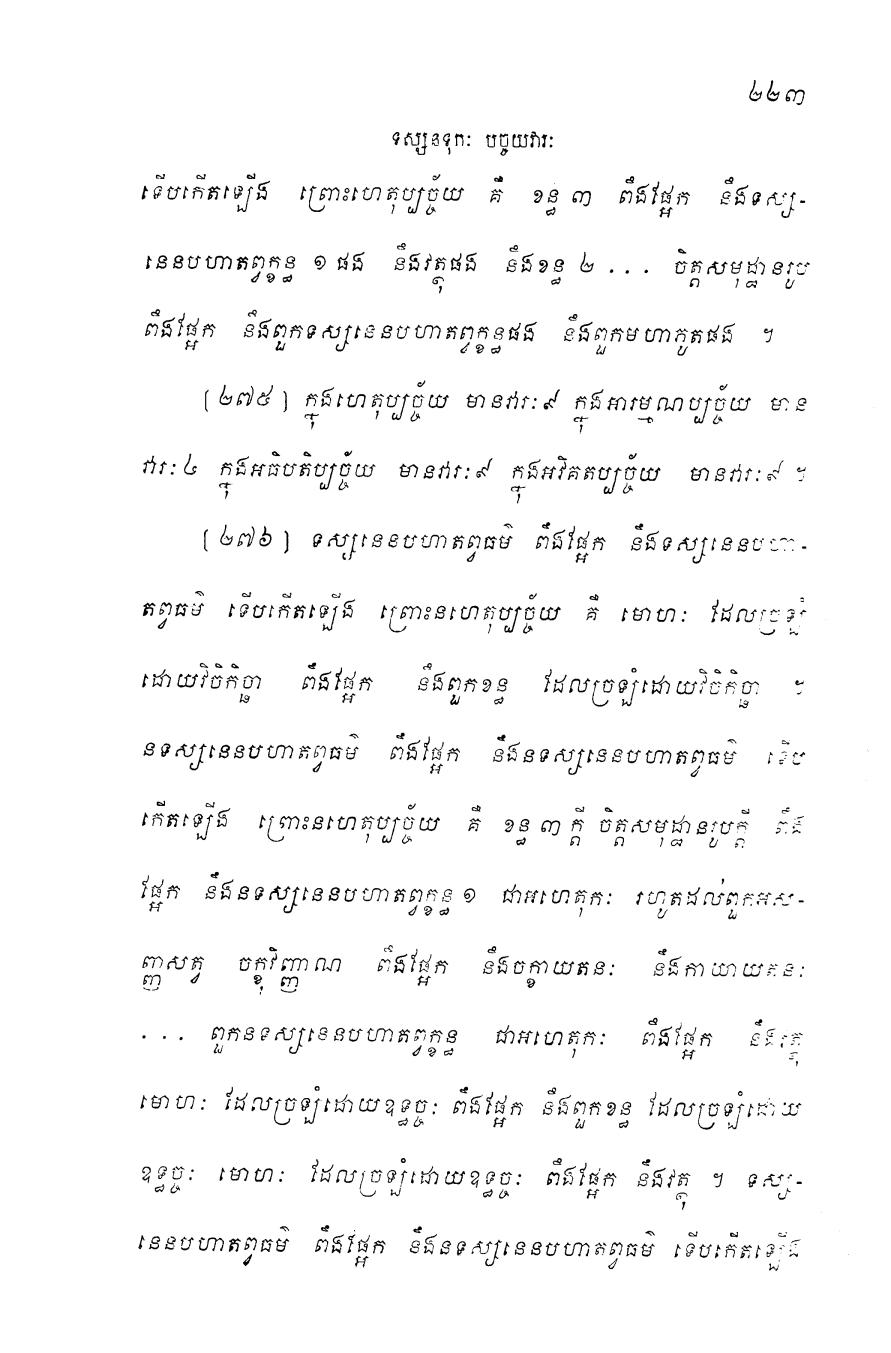 ២២៣
ទស្សនទុកៈ បច្ចយវារៈ
ទើបកើតឡើង ព្រោះហេតុប្បច្ច័យ គឺ ខន្ធ ៣ ពឹងផ្អែក នឹងទស្ស-
នេនបហាតព្វក្ខន្ធ ១ ផង នឹងវត្ថុផង នឹងខន្ធ ២ ... ចិត្តសមុដ្ឋានរូប
ពឹងផ្អែក នឹងពួកទស្សនេនបហាតព្វក្ខន្ធផង នឹងពួកមហាភូតផង ។
(២៧៥) ក្នុងហេតុប្បច្ច័យ មានវារៈ៩ ក្នុងអារម្មណប្បច្ច័យ មាន
វារៈ៤ ក្នុងអធិបតិប្បច្ច័យ មានវារៈ៩ ក្នុងអវិគតប្បច្ច័យ មានវារៈ៩ ។
(២៧៦) ទស្សនេនបហាតព្វធម៌ ពឹងផ្អែក នឹងទស្សនេនបហា-
តព្វធម៌ ទើបកើតឡើង ព្រោះនហេតុប្បច្ច័យ គឺ មោហៈ ដែលច្រឡំ
ដោយវិចិកិច្ឆា ពឹងផ្អែក នឹងពួកខន្ធ ដែលច្រឡំដោយវិចិកិច្ឆា ។
នទស្សនេនបហាតព្វធម៌ ពឹងផ្អែក នឹងនទស្សនេនបហាតព្វធម៌ ទើប
កើតឡើង ព្រោះនហេតុប្បច្ច័យ គឺ ខន្ធ ៣ ក្តី ចិត្តសមុដ្ឋានរូបក្តី ពឹង
ផ្អែក នឹងនទស្សនេនបហាតព្វក្ខន្ធ ១ ជាអហេតុកៈ រហូតដល់ពួកអស-
ញ្ញសត្វ ចក្ខុវិញ្ញាណ ពឹងផ្អែក នឹងចក្ខាយតនៈ នឹងកាយាយតនៈ
... ពួកនទស្សនេនបហាតព្វក្ខន្ធ ជាអហេតុកៈ ពឹងផ្អែក នឹងវត្ថុ
មោហៈ ដែលច្រឡំដោយឧទ្ធច្ចៈ ពឹងផ្អែក នឹងពួកខន្ធ ដែលច្រឡំដោយ
ឧទ្ធច្ចៈ មោហៈ ដែលច្រឡំដោយឧទ្ធច្ចៈ ពឹងផ្អែក នឹងវត្ថុ ។ ទស្ស-
នេនបហាតព្វធម៌ ពឹងផ្អែក នឹងនទស្សនេនបហាតព្វធម៌ ទើបកើតឡើង